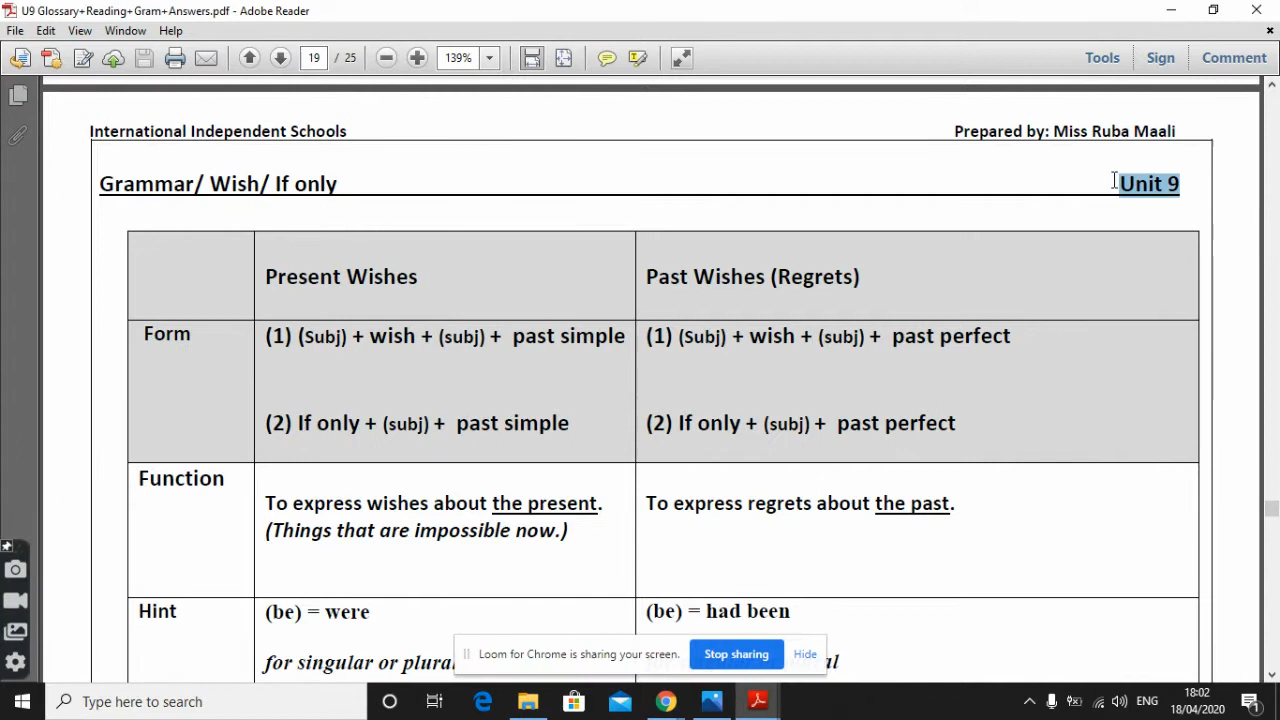 U9 Glossary+Reading+Gram+Answers.pdf - Adobe Reader
File Edit View Window Help
19 / 25 139% Tools Sign Comment
International Independent Schools Prepared by: Miss Ruba Maali
Grammar/ Wish/ If only Unit 9
Present Wishes Past Wishes (Regrets)
Form (1) (Subj) + wish + (subj) + past simple (1) (Subj) + wish + (subj) + past perfect
(2) If only + (subj) + past simple (2) If only + (subj) + past perfect
Function
To express wishes about the present. To express regrets about the past.
(Things that are impossible now.)
Hint (be) = were (be) = had been
for singular or plura
Loom for Chrome is sharing your screen. Stop sharing Hide
Type here to search ENG 18:02
18/04/2020